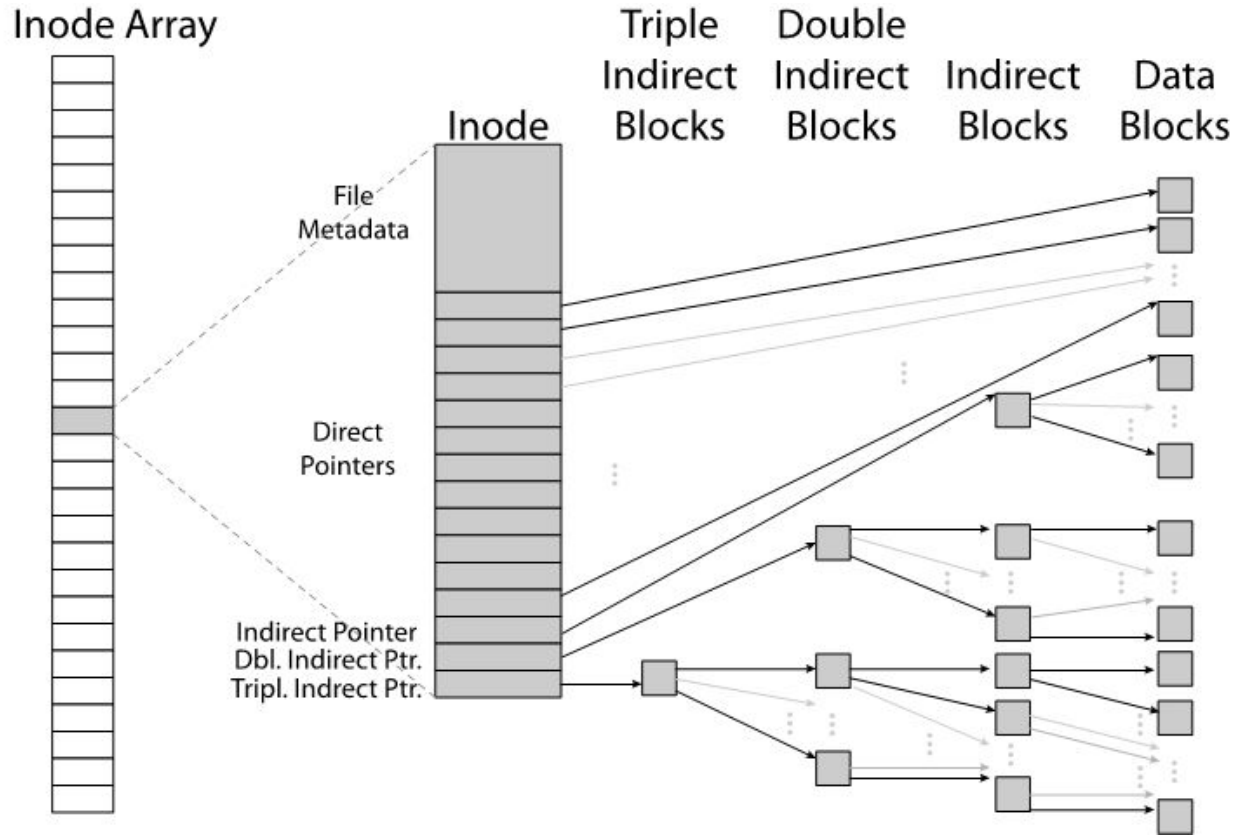 Inode Array
Triple
Indirect
Blocks
Double
Indirect
Blocks
Indirect
Blocks
Data
Blocks
Inode
File
Metadata
Direct
Pointers
Indirect Pointer
Dbl. Indirect Ptr.
Tripl. Indrect Ptr.